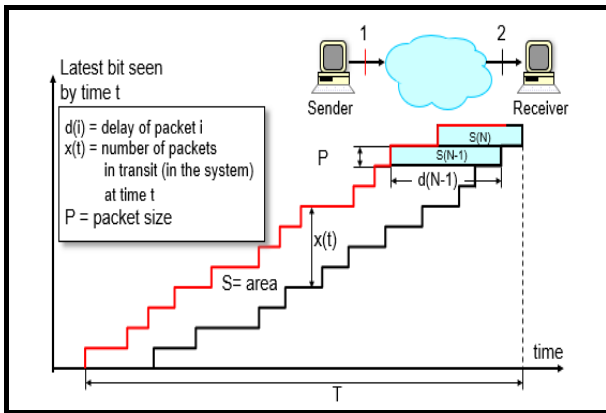 1
2
Sender
Receiver
Latest bit seen
by time t
d(i) = delay of packet i
x(t) = number of packets
in transit (in the system)
at time t
P = packet size
S(N)
P
S(N-1)
d(N-1)
x(t)
S= area
time
T